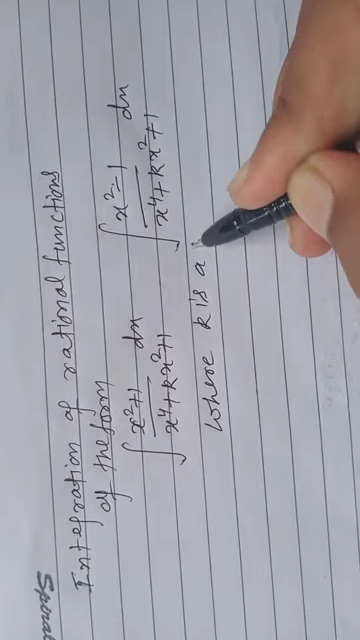 Integration of rational functions
of the form
∫ x²+1 / x⁴+kx²+1 dx ∫ x²-1 / x⁴+kx²+1 dx
where k is a